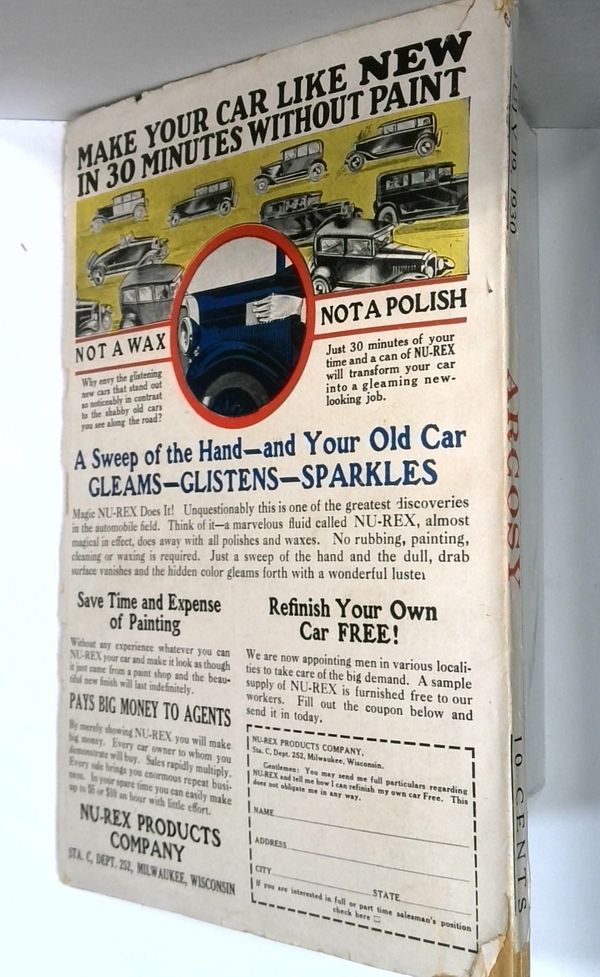 MAKE YOUR CAR LIKE NEW
IN 30 MINUTES WITHOUT PAINT
NOT A WAX
NOT A POLISH
Why envy the glistening
new cars that stand out
so noticeably in contrast
to the shabby old cars
you see along the road?
Just 30 minutes of your
time and a can of NU-REX
will transform your car
into a gleaming new-
looking job.
A Sweep of the Hand—and Your Old Car
GLEAMS—GLISTENS—SPARKLES
Magic NU-REX Does It! Unquestionably this is one of the greatest discoveries
in the automobile field. Think of it—a marvelous fluid called NU-REX, almost
magical in effect, does away with all polishes and waxes. No rubbing, painting,
cleaning or waxing is required. Just a sweep of the hand and the dull, drab
surface vanishes and the hidden color gleams forth with a wonderful luster
Save Time and Expense
of Painting
Without any experience whatever you can
NU-REX your car and make it look as though
it just came from a paint shop and the beau-
tiful new finish will last indefinitely.
PAYS BIG MONEY TO AGENTS
By merely showing NU-REX you will make
big money. Every car owner to whom you
demonstrate will buy. Sales rapidly multiply.
Every sale brings you enormous repeat busi-
ness. In your spare time you can easily make
up to $6 or $10 an hour with little effort.
NU-REX PRODUCTS
COMPANY
STA. C, DEPT. 252, MILWAUKEE, WISCONSIN
Refinish Your Own
Car FREE!
We are now appointing men in various locali-
ties to take care of the big demand. A sample
supply of NU-REX is furnished free to our
workers. Fill out the coupon below and
send it in today.
NU-REX PRODUCTS COMPANY,
Sta. C, Dept. 252, Milwaukee, Wisconsin.
Gentlemen: You may send me full particulars regarding
NU-REX and tell me how I can refinish my own car Free. This
does not obligate me in any way.
NAME
ADDRESS
CITY STATE
If you are interested in full or part time salesman's position
check here □
JULY 19 1930
ARGOSY
10 CENTS